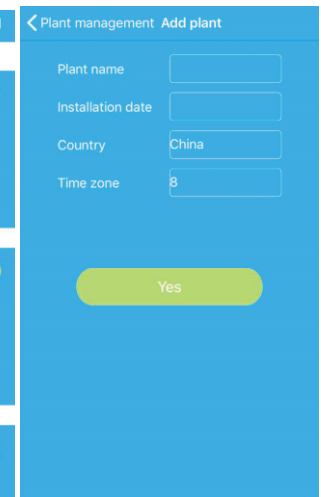 Plant management Add plant
Plant name
Installation date
Country China
Time zone 8
Yes